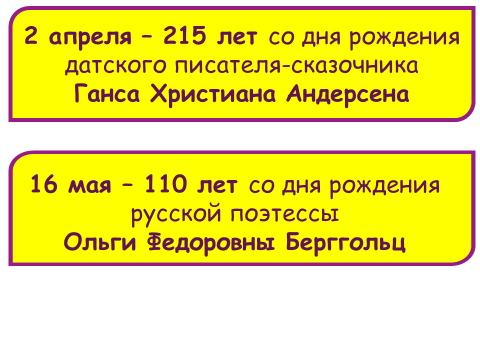 2 апреля – 215 лет со дня рождения
датского писателя-сказочника
Ганса Христиана Андерсена
16 мая – 110 лет со дня рождения
русской поэтессы
Ольги Федоровны Берггольц